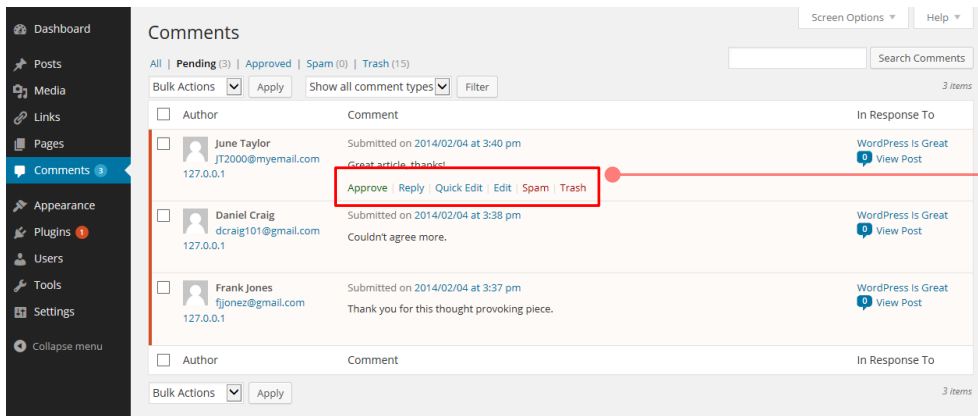 Screen Options Help
Dashboard
Comments
Posts
All | Pending (3) | Approved | Spam (0) | Trash (15)
Search Comments
Media
Bulk Actions Apply Show all comment types Filter
3 items
Links
Author Comment In Response To
Pages
June Taylor Submitted on 2014/02/04 at 3:40 pm WordPress Is Great
JT2000@myemail.com Great article, thanks! 0 View Post
Comments 3
127.0.0.1
Approve | Reply | Quick Edit | Edit | Spam | Trash
Appearance
Daniel Craig Submitted on 2014/02/04 at 3:38 pm WordPress Is Great
dcraig101@gmail.com Couldn't agree more. 0 View Post
Plugins 1
127.0.0.1
Users
Tools
Frank Jones Submitted on 2014/02/04 at 3:37 pm WordPress Is Great
fjjonez@gmail.com Thank you for this thought provoking piece. 0 View Post
Settings
127.0.0.1
Collapse menu
Author Comment In Response To
Bulk Actions Apply
3 items